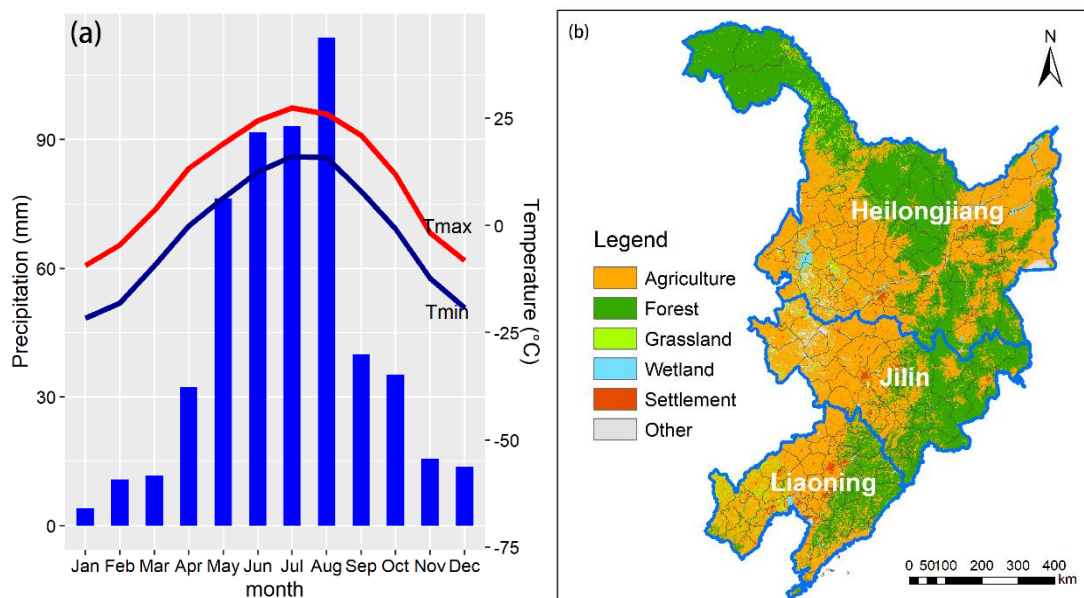 (a)
Precipitation (mm)
90
60
30
0
Tmax
Tmin
25
0
-25
-50
-75
Temperature (°C)
Jan Feb Mar Apr May Jun Jul Aug Sep Oct Nov Dec
month
(b)
N
Heilongjiang
Jilin
Liaoning
Legend
Agriculture
Forest
Grassland
Wetland
Settlement
Other
0 50100 200 300 400
km